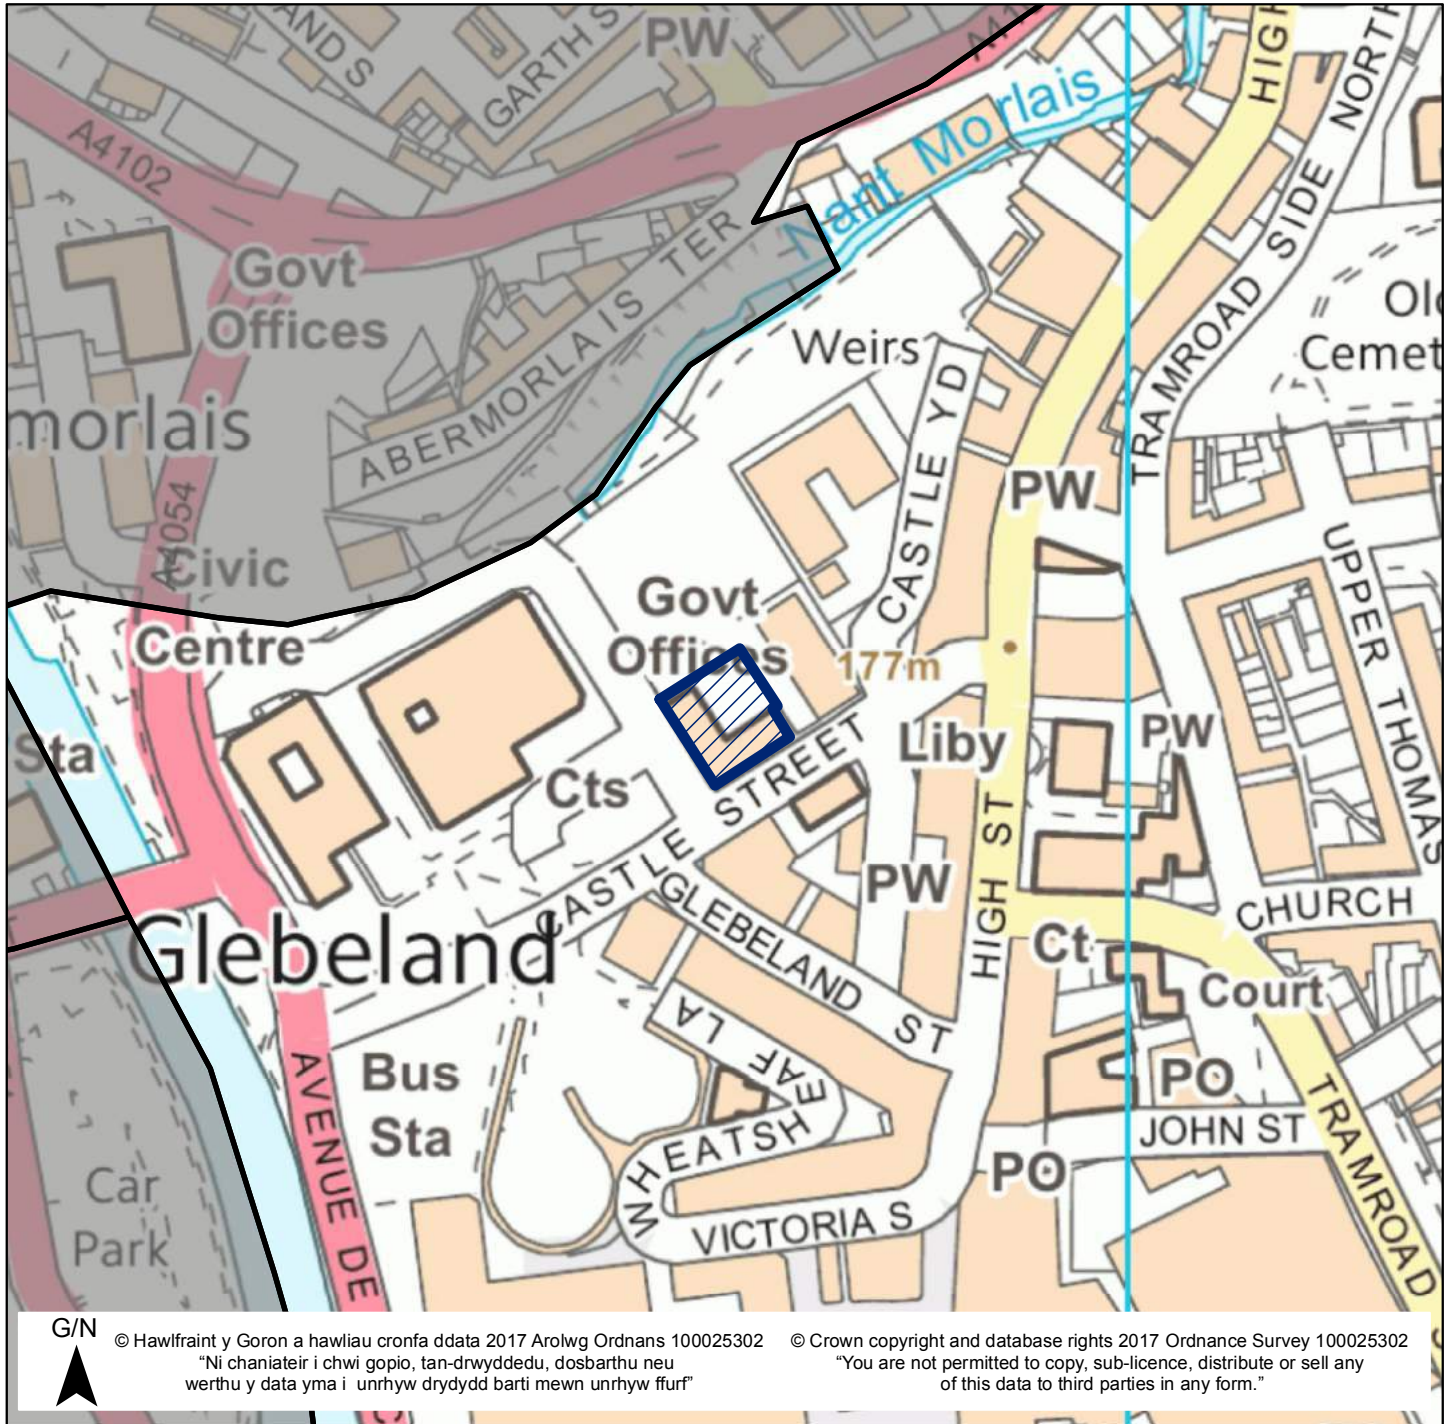 ANDS
GARTH S
PW
A41
HIGH
A4102
Nant Morlais
TRAMROAD SIDE NORTH
Govt
Offices
ABERMORLAIS TER
Weirs
Old
Cemet
morlais
CASTLE YD
PW
A4054
Civic
Centre
Govt
Offices
177m
UPPER THOMAS
Sta
Liby
PW
Cts
CASTLE STREET
PW
HIGH ST
CHURCH
Glebeland
GLEBELAND ST
Ct
Court
WHEATSHEAF LA
Bus
Sta
AVENUE DE
PO
JOHN ST
PO
TRAMROAD
Car
Park
VICTORIA S
G/N
© Hawlfraint y Goron a hawliau cronfa ddata 2017 Arolwg Ordnans 100025302
“Ni chaniateir i chwi gopio, tan-drwyddedu, dosbarthu neu
werthu y data yma i unrhyw drydydd barti mewn unrhyw ffurf”
© Crown copyright and database rights 2017 Ordnance Survey 100025302
“You are not permitted to copy, sub-licence, distribute or sell any
of this data to third parties in any form.”